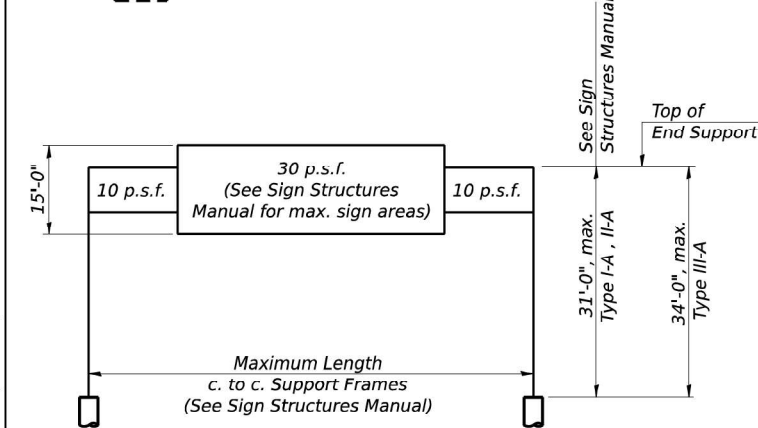 See Sign
Structures Manual
Top of
End Support
15'-0"
10 p.s.f.
30 p.s.f.
(See Sign Structures
Manual for max. sign areas)
10 p.s.f.
31'-0", max.
Type I-A , II-A
34'-0", max.
Type III-A
Maximum Length
c. to c. Support Frames
(See Sign Structures Manual)